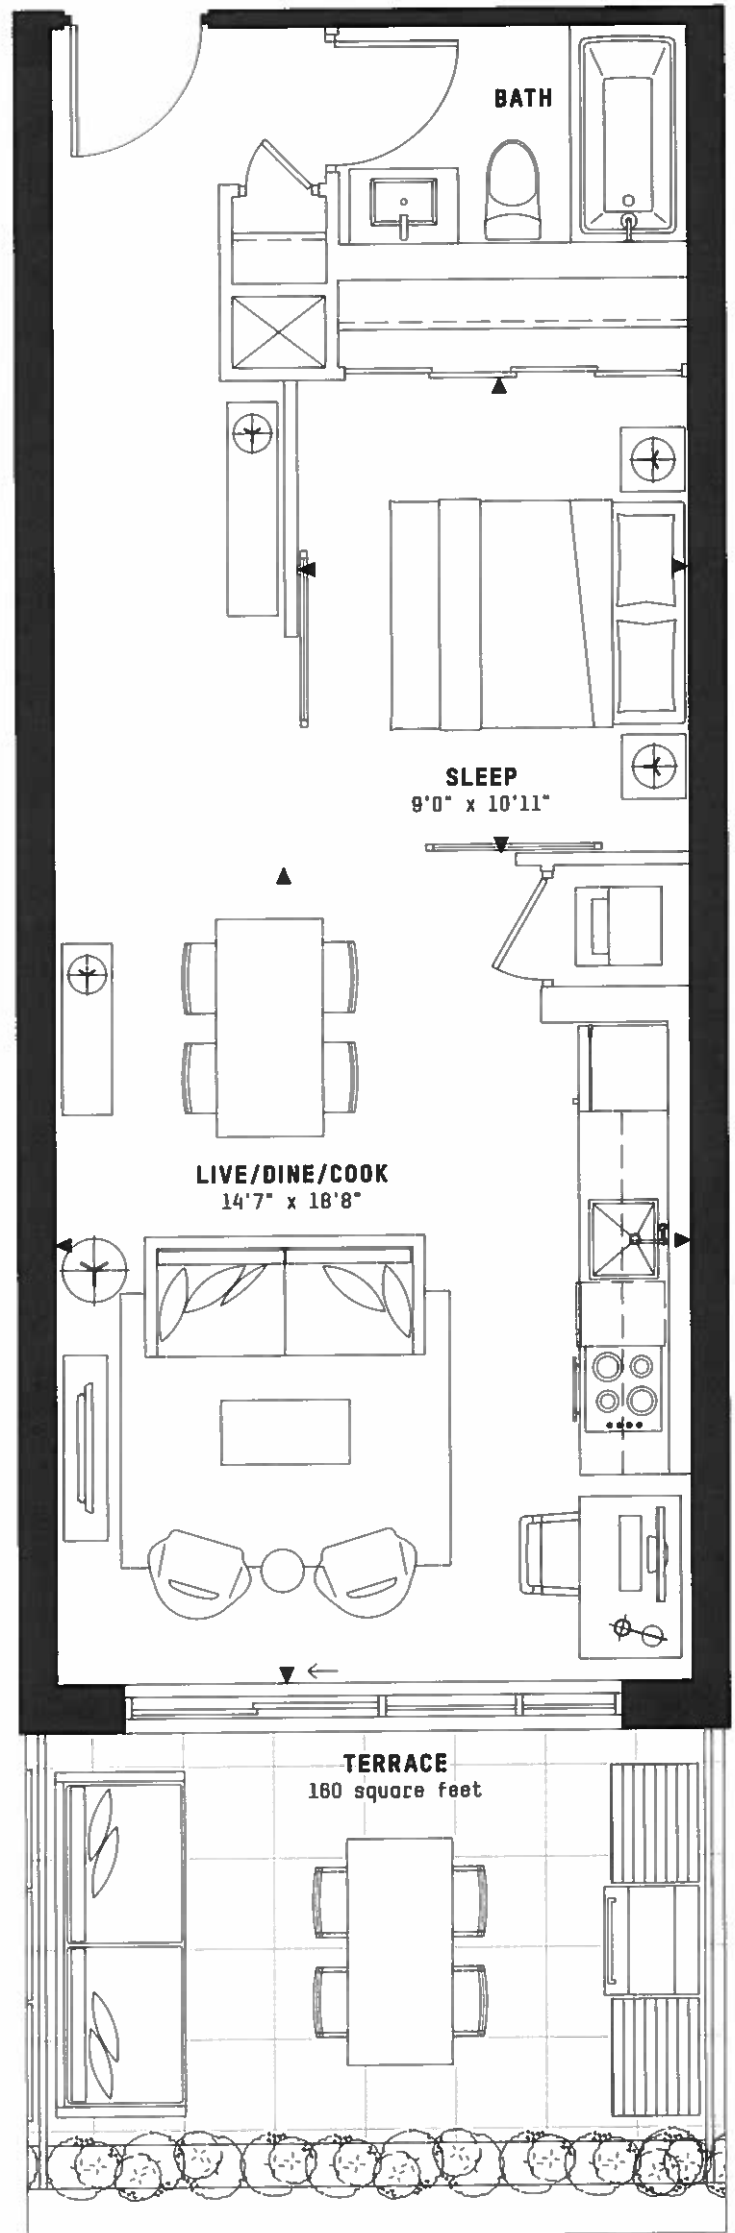 BATH
SLEEP
9'0" x 10'11"
LIVE/DINE/COOK
14'7" x 18'8"
TERRACE
160 square feet